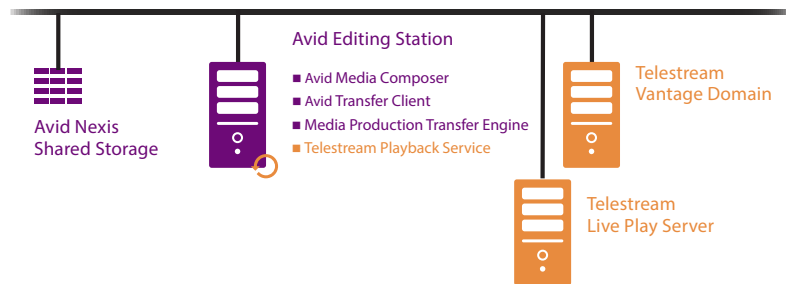 Avid Editing Station
■ Avid Media Composer
■ Avid Transfer Client
■ Media Production Transfer Engine
■ Telestream Playback Service
Avid Nexis
Shared Storage
Telestream
Vantage Domain
Telestream
Live Play Server